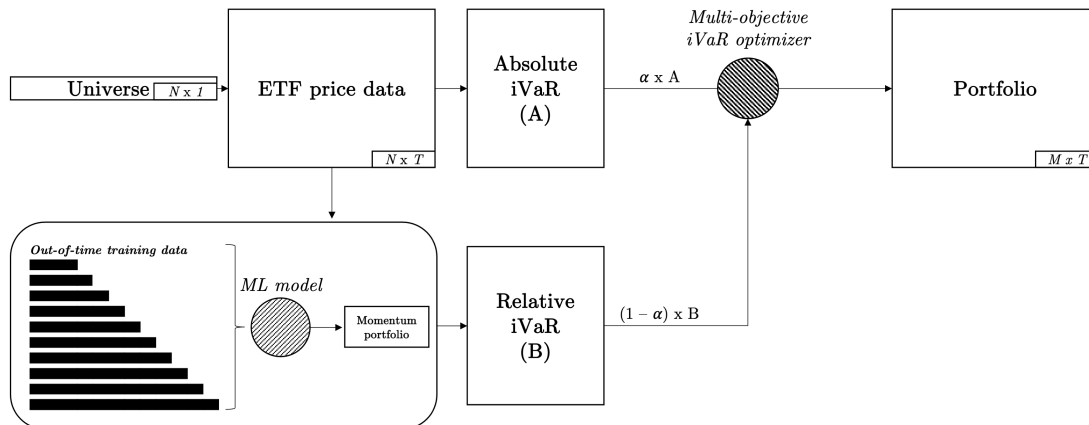 Multi-objective
iVaR optimizer
Universe
N x 1
ETF price data
N x T
Absolute
iVaR
(A)
α x A
Portfolio
M x T
Out-of-time training data
ML model
Momentum
portfolio
Relative
iVaR
(B)
(1 – α) x B